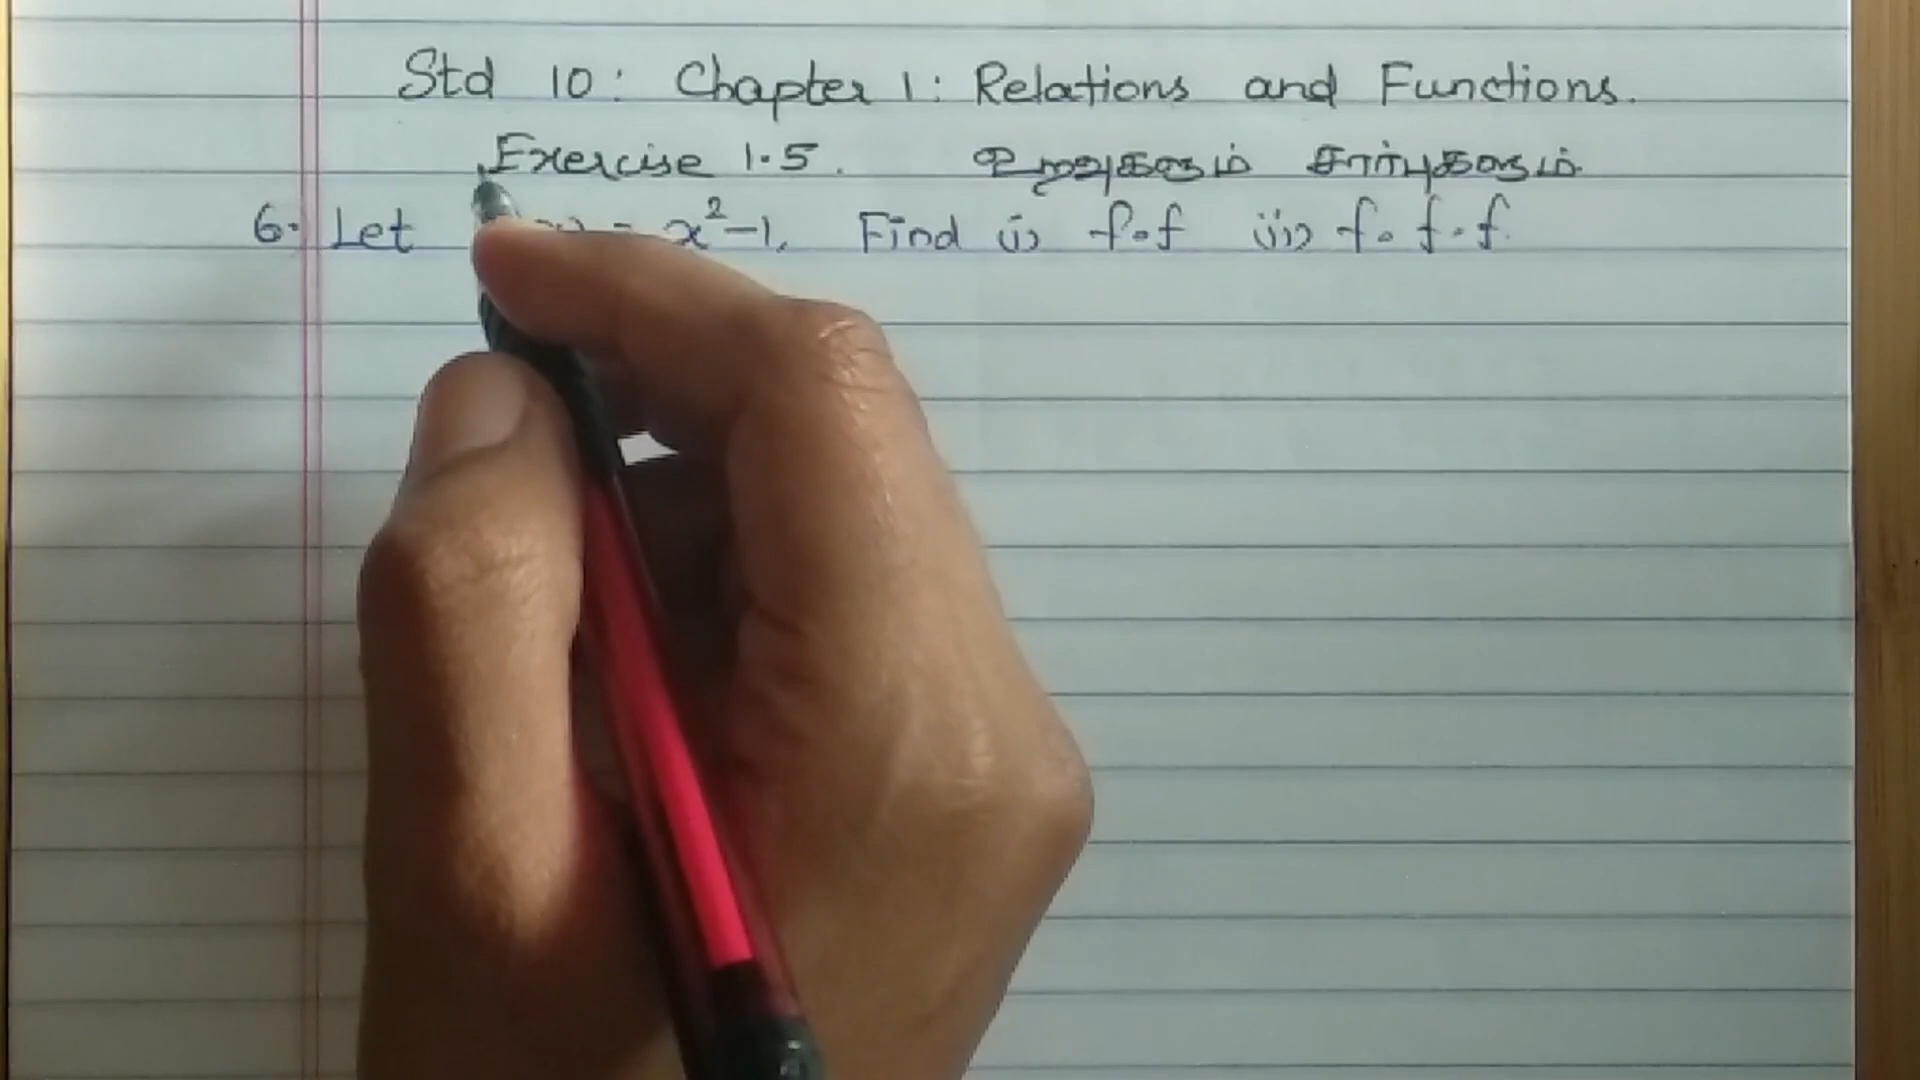 Std 10: Chapter 1: Relations and Functions.
Exercise 1.5. உறவுகளும் சார்புகளும்
6. Let = x²-1. Find (i) f∘f (ii) f∘f∘f.